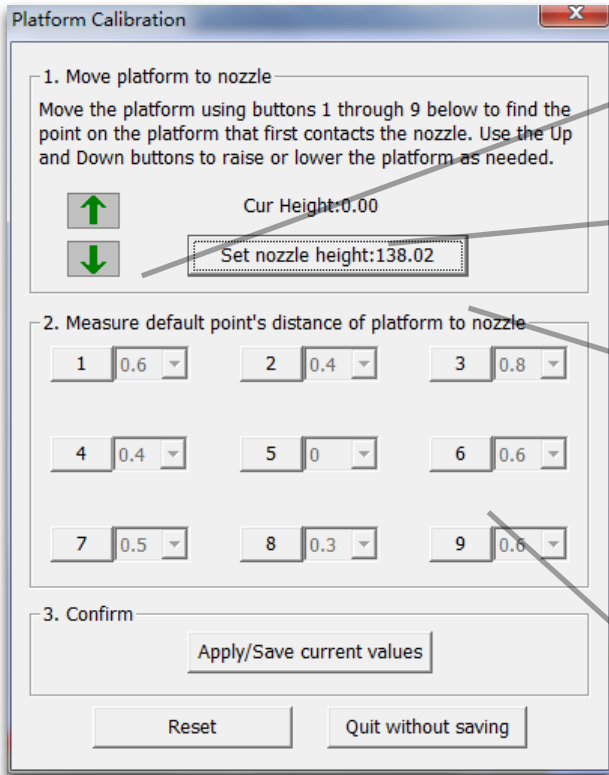 Platform Calibration
1. Move platform to nozzle
Move the platform using buttons 1 through 9 below to find the
point on the platform that first contacts the nozzle. Use the Up
and Down buttons to raise or lower the platform as needed.
Cur Height:0.00
Set nozzle height:138.02
2. Measure default point's distance of platform to nozzle
1 0.6 2 0.4 3 0.8
4 0.4 5 0 6 0.6
7 0.5 8 0.3 9 0.6
3. Confirm
Apply/Save current values
Reset Quit without saving